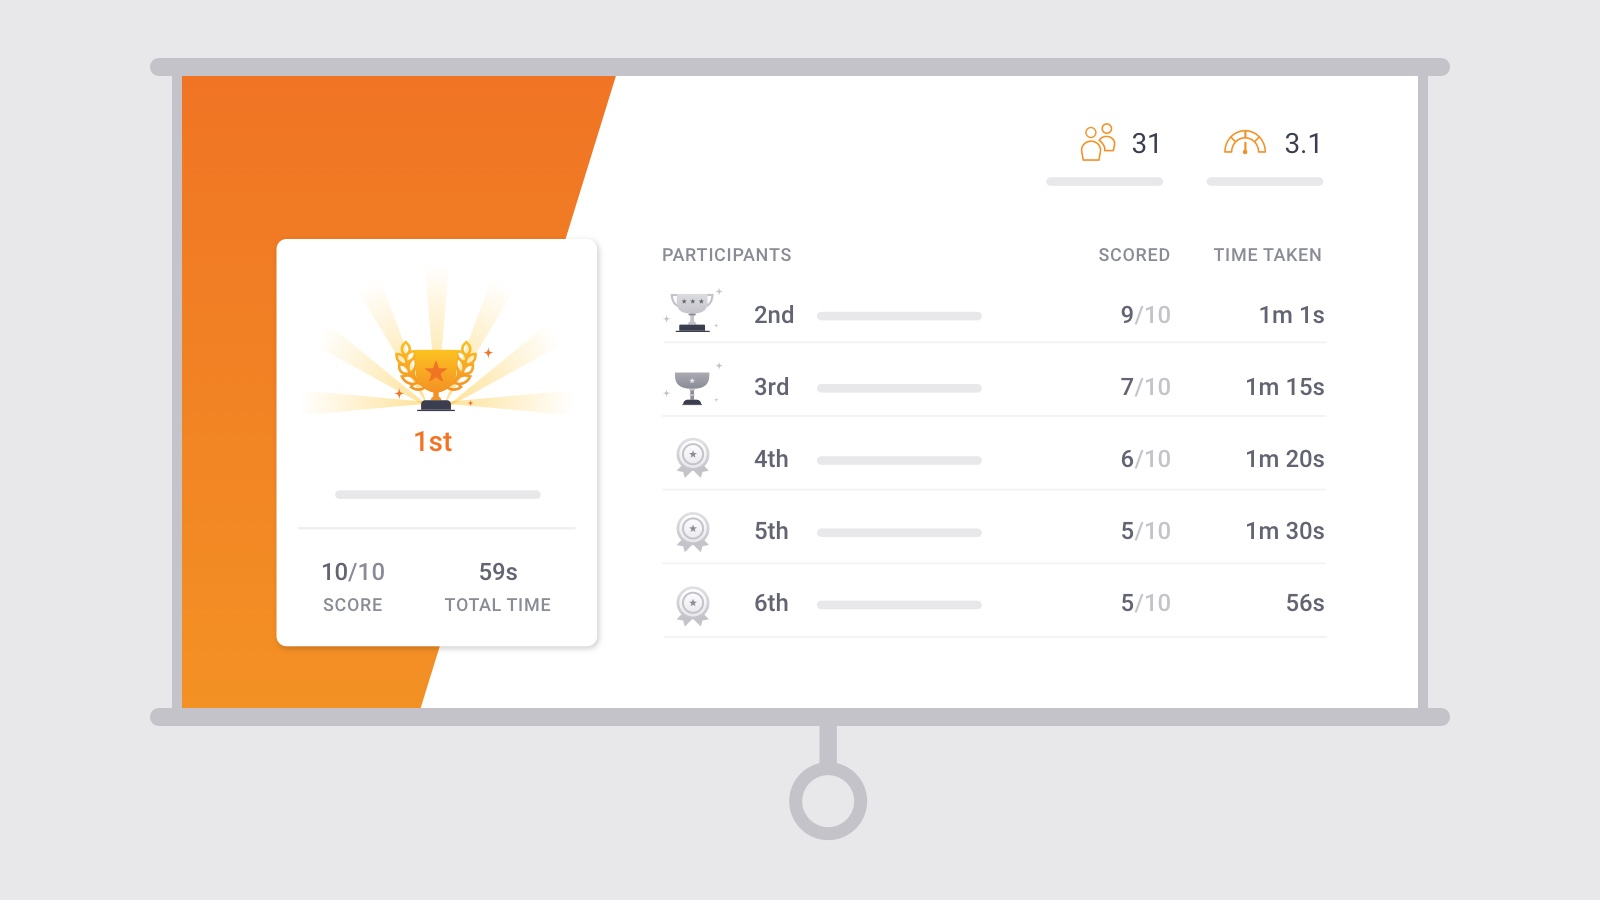 31 3.1
PARTICIPANTS SCORED TIME TAKEN
2nd 9/10 1m 1s
3rd 7/10 1m 15s
4th 6/10 1m 20s
5th 5/10 1m 30s
6th 5/10 56s
1st
10/10 59s
SCORE TOTAL TIME